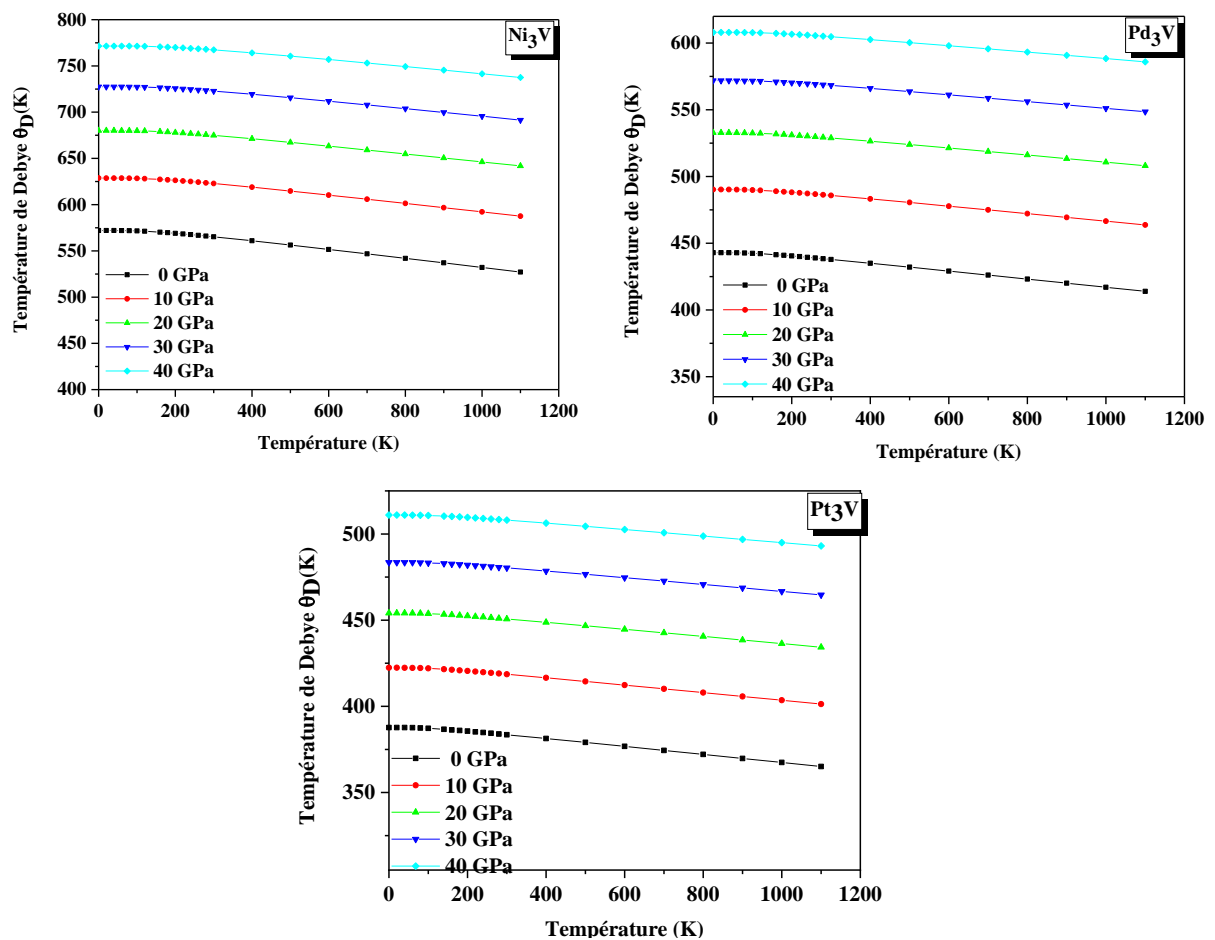 Ni3V
Température de Debye θD(K)
800
750
700
650
600
550
500
450
400
0 GPa
10 GPa
20 GPa
30 GPa
40 GPa
0 200 400 600 800 1000 1200
Température (K)
Pd3V
Température de Debye θD(K)
600
550
500
450
400
350
0 GPa
10 GPa
20 GPa
30 GPa
40 GPa
0 200 400 600 800 1000 1200
Température (K)
Pt3V
Température de Debye θD(K)
500
450
400
350
0 GPa
10 GPa
20 GPa
30 GPa
40 GPa
0 200 400 600 800 1000 1200
Température (K)